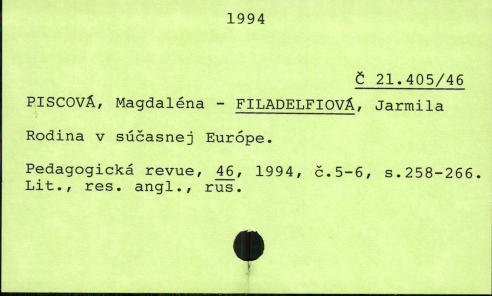 1994
Č 21.405/46
PISCOVÁ, Magdaléna - FILADELFIOVÁ, Jarmila
Rodina v súčasnej Európe.
Pedagogická revue, 46, 1994, č.5-6, s.258-266.
Lit., res. angl., rus.